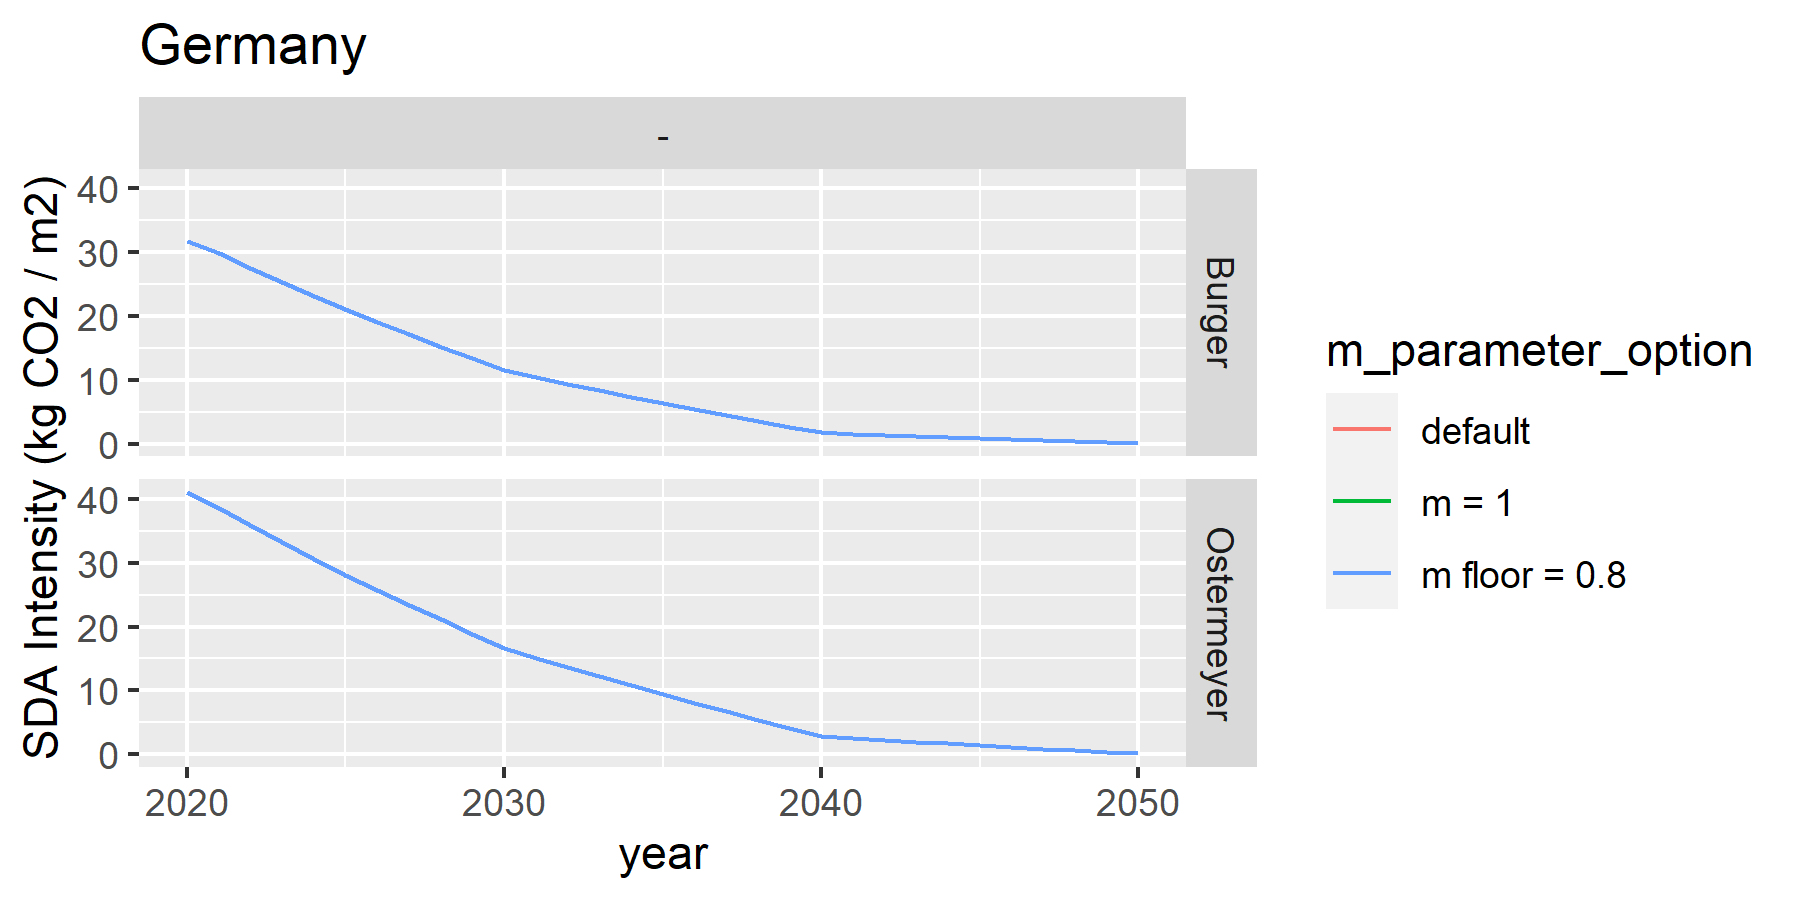 Germany
-
SDA Intensity (kg CO2 / m2)
40
30
20
10
0
Burger
40
30
20
10
0
Ostermeyer
2020
2030
2040
2050
year
m_parameter_option
default
m = 1
m floor = 0.8